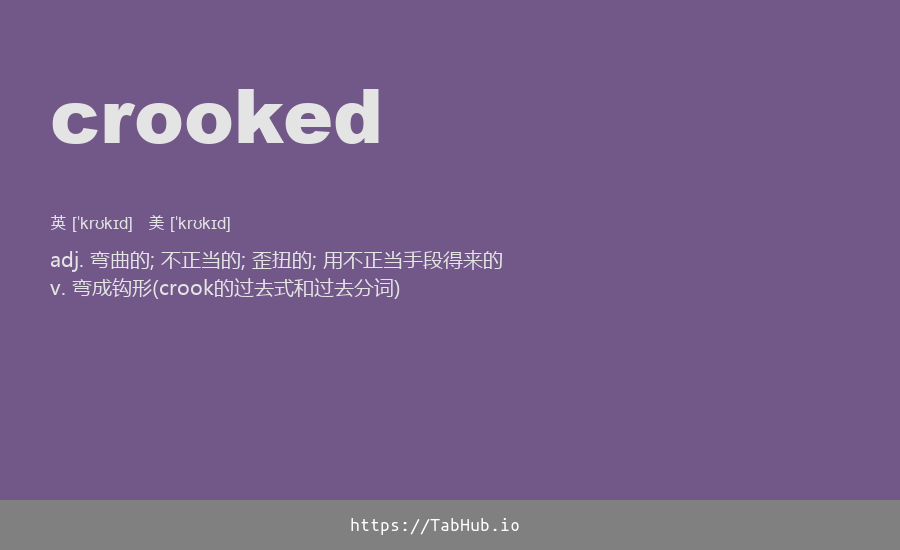 crooked
英 [ˈkrʊkɪd] 美 [ˈkrʊkɪd]
adj. 弯曲的; 不正当的; 歪扭的; 用不正当手段得来的
v. 弯成钩形(crook的过去式和过去分词)
https://TabHub.io